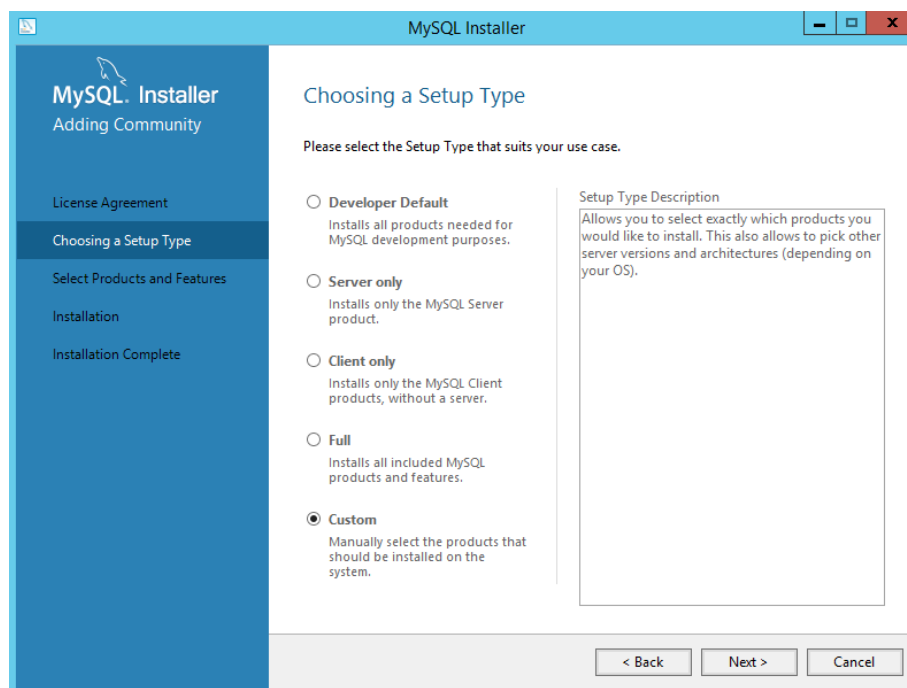 MySQL Installer
MySQL. Installer
Adding Community
License Agreement
Choosing a Setup Type
Select Products and Features
Installation
Installation Complete
Choosing a Setup Type
Please select the Setup Type that suits your use case.
Developer Default
Installs all products needed for
MySQL development purposes.
Server only
Installs only the MySQL Server
product.
Client only
Installs only the MySQL Client
products, without a server.
Full
Installs all included MySQL
products and features.
Custom
Manually select the products that
should be installed on the
system.
Setup Type Description
Allows you to select exactly which products you
would like to install. This also allows to pick other
server versions and architectures (depending on
your OS).
< Back
Next >
Cancel